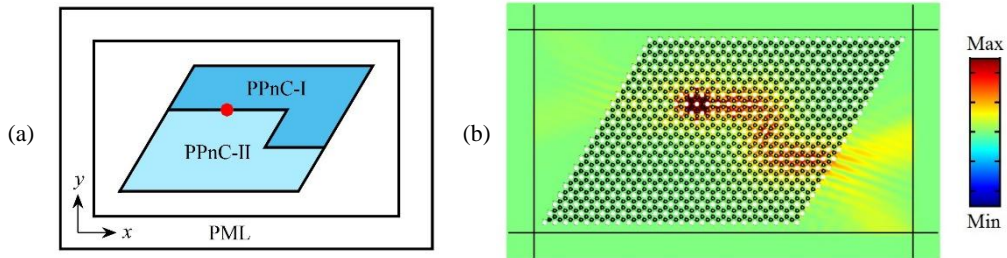 (a)
PPnC-I
PPnC-II
y
x
PML
(b)
Max
Min